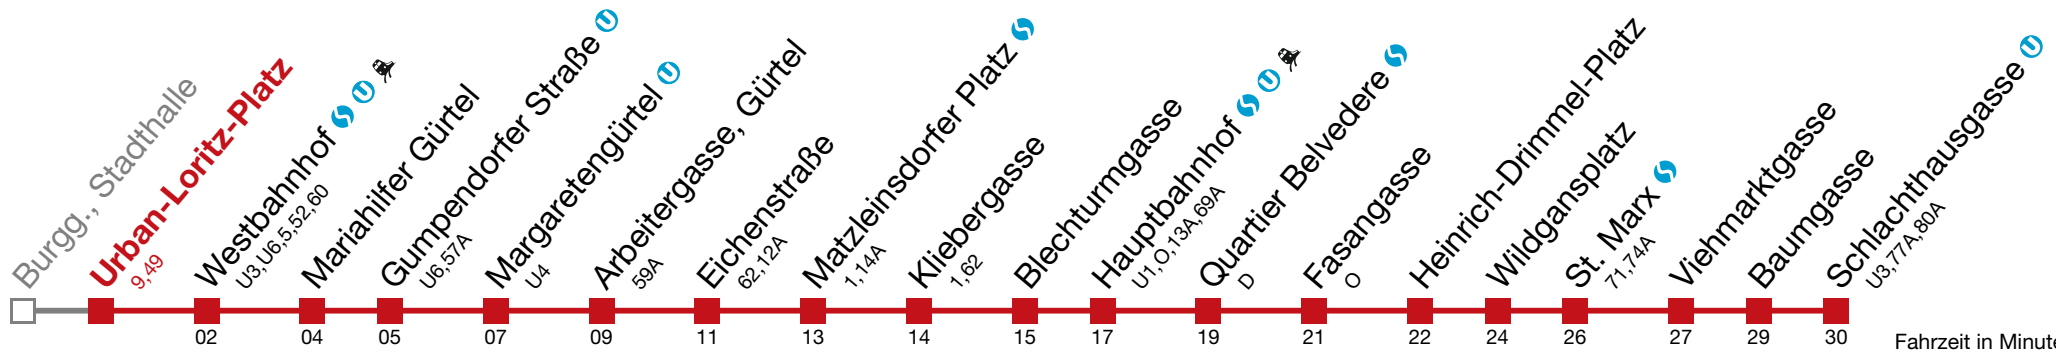 Burgg., Stadthalle
Urban-Loritz-Platz
9, 49
Westbahnhof
U3, U6, 5, 52, 60
Mariahilfer Gürtel
Gumpendorfer Straße
U6, 57A
Margaretengürtel
U4
Arbeitergasse, Gürtel
59A
Eichenstraße
62, 12A
Matzleinsdorfer Platz
1, 14A
Kliebergasse
1, 62
Blechturmgasse
Hauptbahnhof
U1, O, 13A, 69A
Quartier Belvedere
D
Fasangasse
O
Heinrich-Drimmel-Platz
Wildgansplatz
St. Marx
71, 74A
Viehmarktgasse
Baumgasse
Schlachthausgasse
U3, 77A, 80A
02 04 05 07 09 11 13 14 15 17 19 21 22 24 26 27 29 30
Fahrzeit in Minute